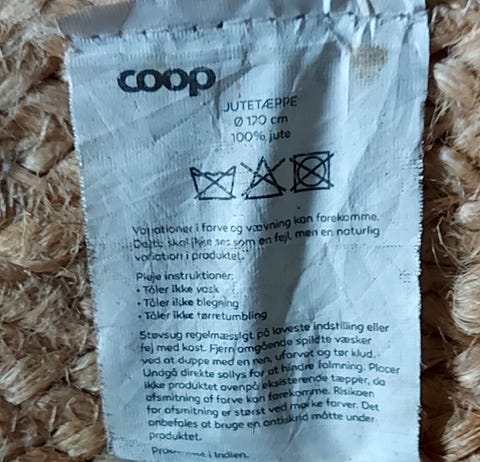 coop
JUTETÆPPE
Ø 120 cm
100% jute
Variationer i farve og vævning kan forekomme.
Dette skal ikke ses som en fejl, men en naturlig
variation i produktet.
Pleje instruktioner:
• Tåler ikke vask
• Tåler ikke blegning
• Tåler ikke tørretumbling
Støvsug regelmæssigt på laveste indstilling eller
fej med kost. Fjern omgående spildte væsker
ved at duppe med en ren, ufarvet og tør klud.
Undgå direkte sollys for at hindre falmning. Placer
ikke produktet ovenpå eksisterende tæpper, da
afsmitning af farve kan forekomme. Risikoen
for afsmitning er størst ved mørke farver. Det
anbefales at bruge en antiskrid måtte under
produktet.
Produceret i Indien.